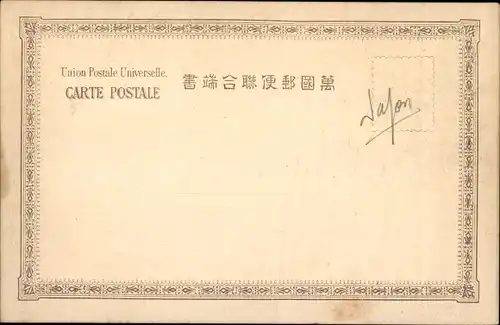 Union Postale Universelle.
CARTE POSTALE
書端合聯便郵國萬
Japon